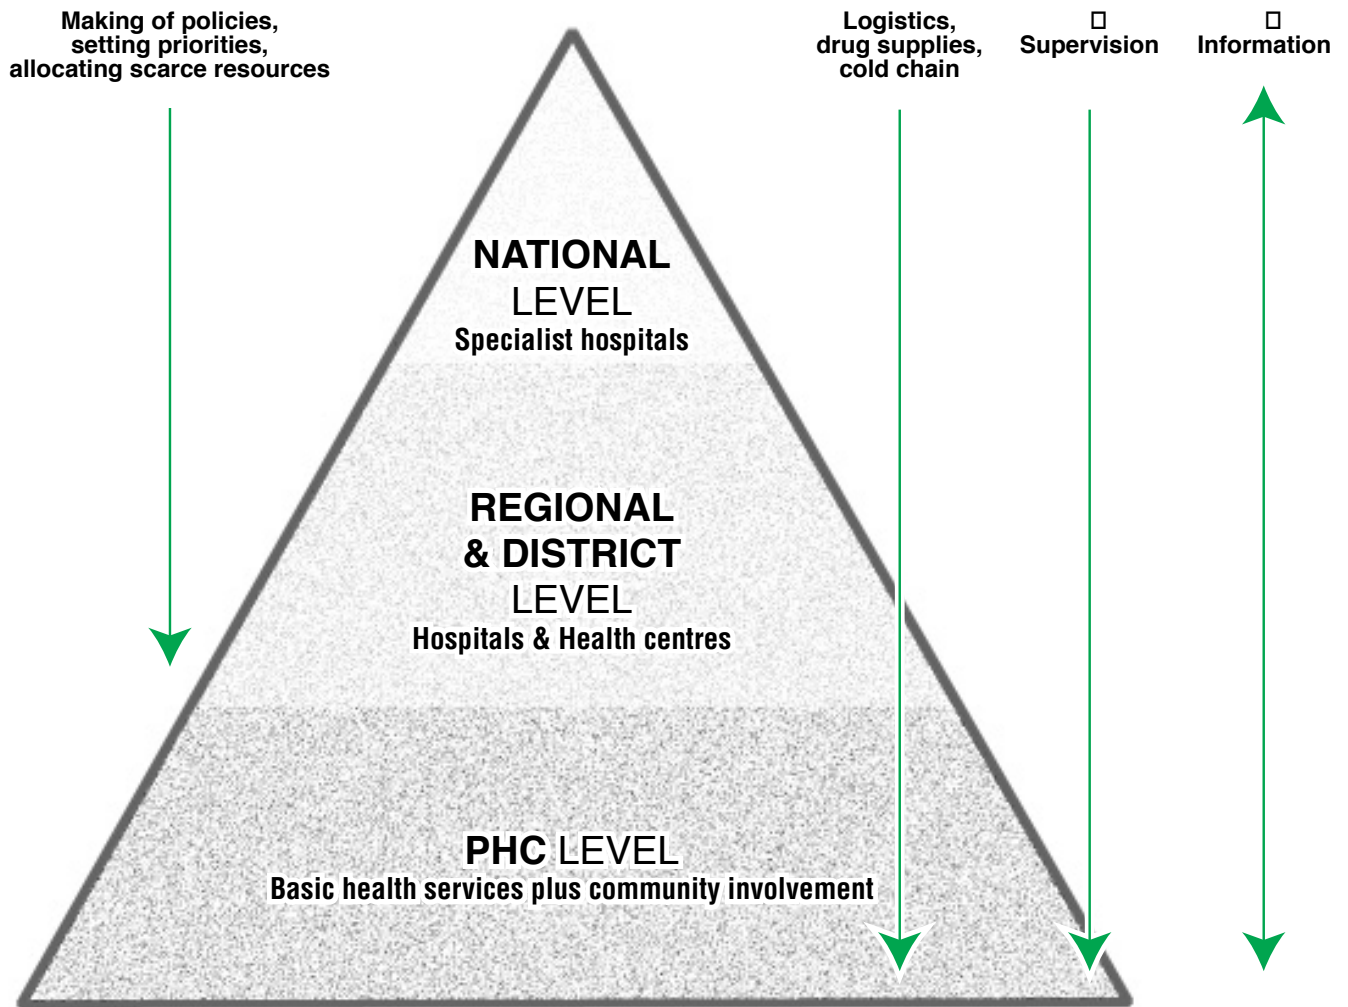 Making of policies,
setting priorities,
allocating scarce resources
Logistics,
drug supplies,
cold chain
Supervision
Information
NATIONAL
LEVEL
Specialist hospitals
REGIONAL
& DISTRICT
LEVEL
Hospitals & Health centres
PHC LEVEL
Basic health services plus community involvement